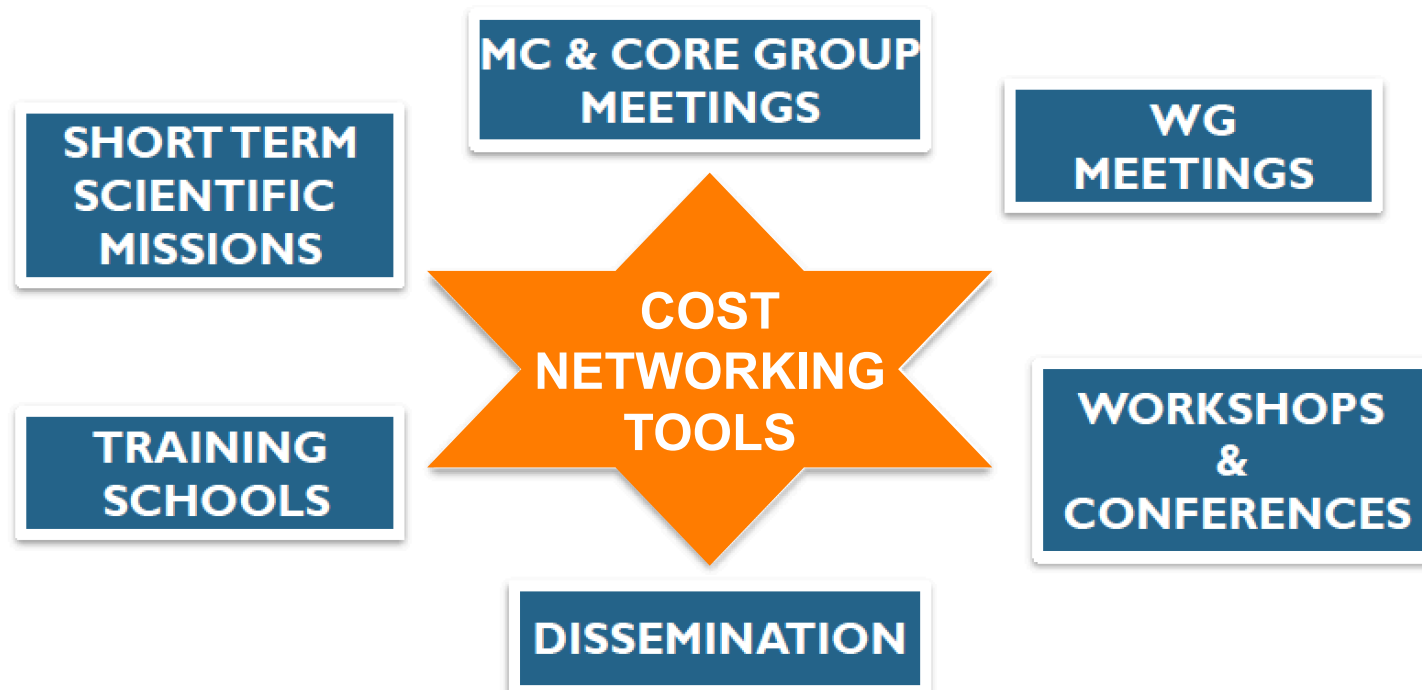 MC & CORE GROUP
MEETINGS
WG
MEETINGS
SHORT TERM
SCIENTIFIC
MISSIONS
COST
NETWORKING
TOOLS
WORKSHOPS
&
CONFERENCES
TRAINING
SCHOOLS
DISSEMINATION